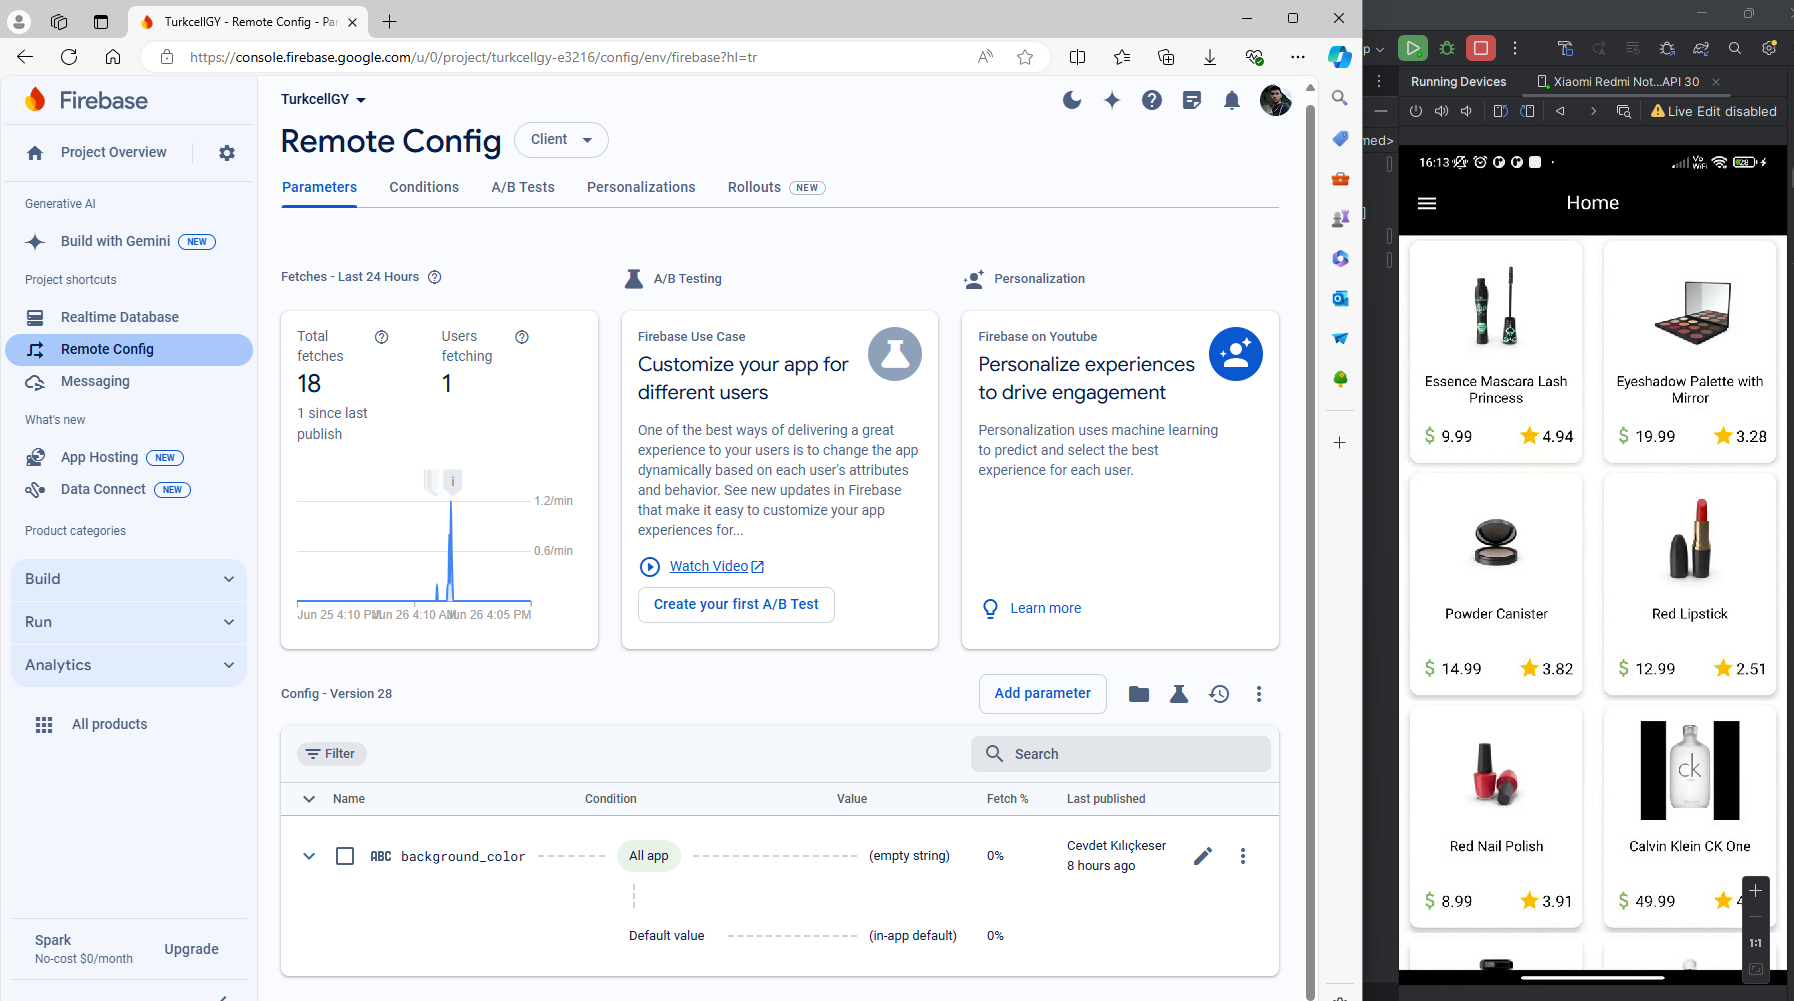 TurkcellGY - Remote Config - Par
https://console.firebase.google.com/u/0/project/turkcellgy-e3216/config/env/firebase?hl=tr
Firebase
Project Overview
Generative AI
Build with Gemini NEW
Project shortcuts
Realtime Database
Remote Config
Messaging
What's new
App Hosting NEW
Data Connect NEW
Product categories
Build
Run
Analytics
All products
Spark
No-cost $0/month
Upgrade
TurkcellGY
Remote Config
Client
Parameters
Conditions
A/B Tests
Personalizations
Rollouts NEW
Fetches - Last 24 Hours
Total fetches
18
1 since last publish
Users fetching
1
i
1.2/min
0.6/min
Jun 25 4:10 PM
Jun 26 4:10 AM
Jun 26 4:05 PM
A/B Testing
Firebase Use Case
Customize your app for
different users
One of the best ways of delivering a great
experience to your users is to change the app
dynamically based on each user's attributes
and behavior. See new updates in Firebase
that make it easy to customize your app
experiences for...
Watch Video
Create your first A/B Test
Personalization
Firebase on Youtube
Personalize experiences
to drive engagement
Personalization uses machine learning
to predict and select the best
experience for each user.
Learn more
Config - Version 28
Add parameter
Filter
Search
Name Condition Value Fetch % Last published
ABC background_color All app (empty string) 0% Cevdet Kılıçkeser
8 hours ago
Default value (in-app default) 0%
med>
Running Devices
Xiaomi Redmi Not...API 30
Live Edit disabled
16:13
Vo
WiFi
28
Home
Essence Mascara Lash
Princess
$ 9.99 4.94
Eyeshadow Palette with
Mirror
$ 19.99 3.28
Powder Canister
$ 14.99 3.82
Red Lipstick
$ 12.99 2.51
Red Nail Polish
$ 8.99 3.91
ck
Calvin Klein CK One
$ 49.99 4
1:1